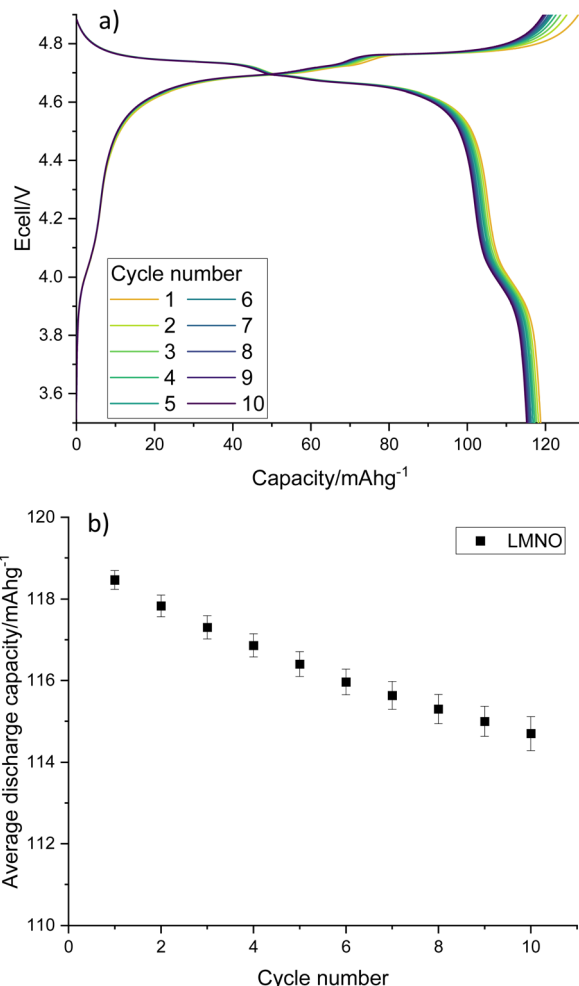 a)
4.8
4.6
4.4
4.2
4.0
3.8
3.6
Ecell/V
Cycle number
1 6
2 7
3 8
4 9
5 10
0 20 40 60 80 100 120
Capacity/mAhg⁻¹
b)
LMNO
120
118
116
114
112
110
Average discharge capacity/mAhg⁻¹
0 2 4 6 8 10
Cycle number